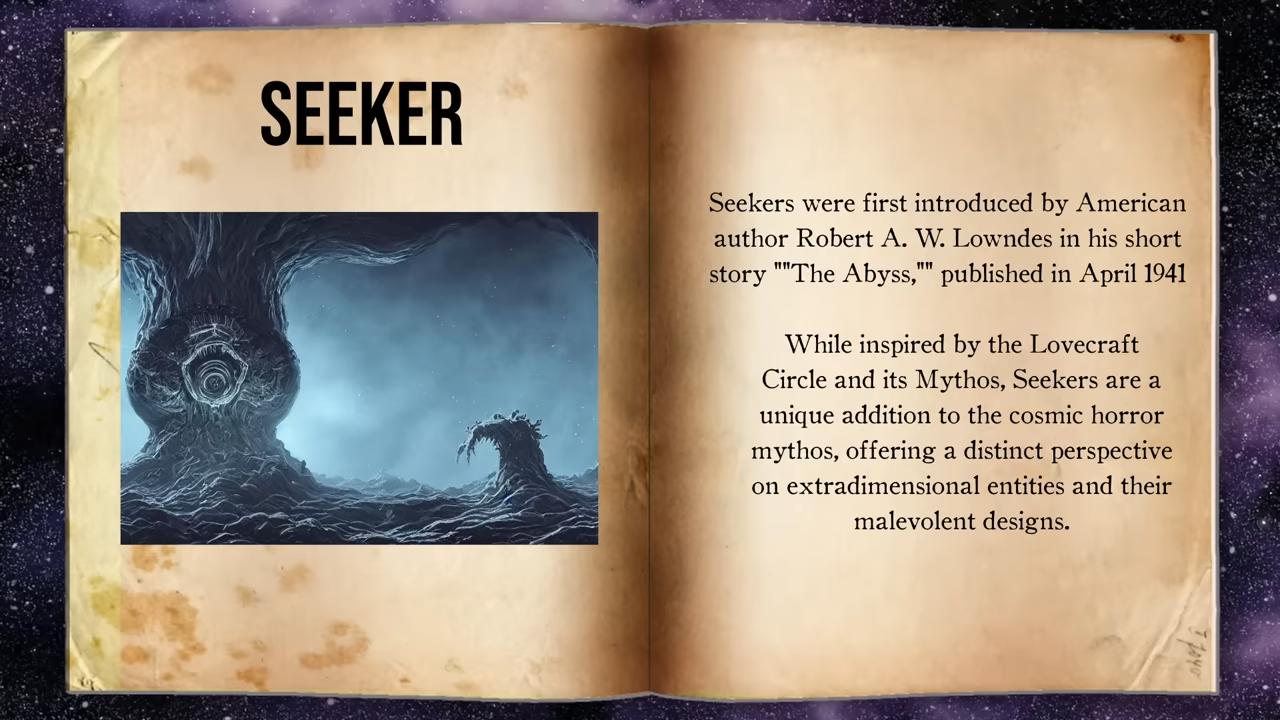 SEEKER
Seekers were first introduced by American
author Robert A. W. Lowndes in his short
story ""The Abyss,"" published in April 1941
While inspired by the Lovecraft
Circle and its Mythos, Seekers are a
unique addition to the cosmic horror
mythos, offering a distinct perspective
on extradimensional entities and their
malevolent designs.